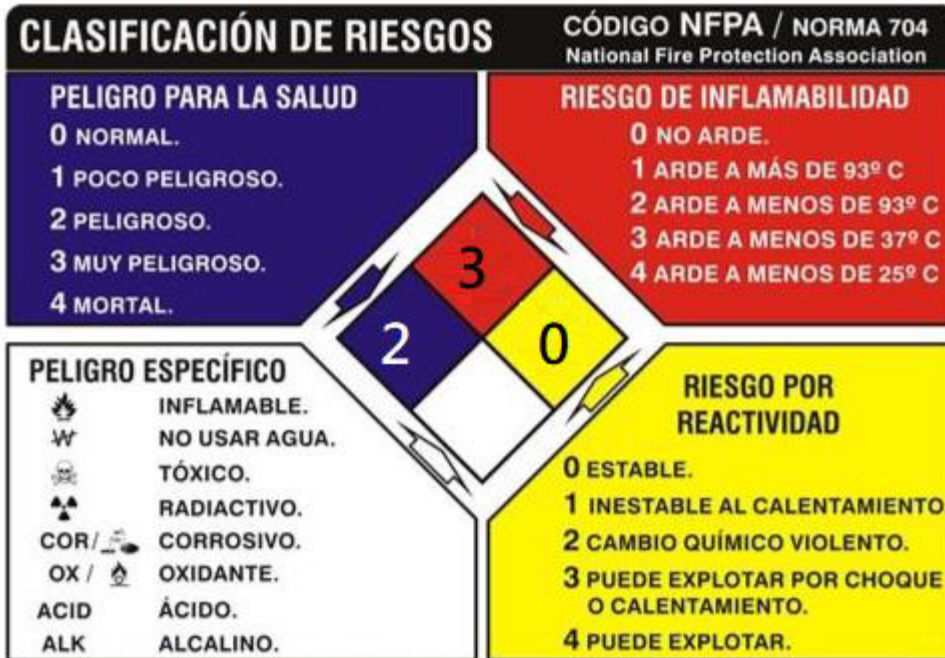 CLASIFICACIÓN DE RIESGOS
CÓDIGO NFPA / NORMA 704
National Fire Protection Association
PELIGRO PARA LA SALUD
0 NORMAL.
1 POCO PELIGROSO.
2 PELIGROSO.
3 MUY PELIGROSO.
4 MORTAL.
RIESGO DE INFLAMABILIDAD
0 NO ARDE.
1 ARDE A MÁS DE 93º C
2 ARDE A MENOS DE 93º C
3 ARDE A MENOS DE 37º C
4 ARDE A MENOS DE 25º C
3
2
0
PELIGRO ESPECÍFICO
INFLAMABLE.
W NO USAR AGUA.
TÓXICO.
RADIACTIVO.
COR/ CORROSIVO.
OX / OXIDANTE.
ACID ÁCIDO.
ALK ALCALINO.
RIESGO POR
REACTIVIDAD
0 ESTABLE.
1 INESTABLE AL CALENTAMIENTO.
2 CAMBIO QUÍMICO VIOLENTO.
3 PUEDE EXPLOTAR POR CHOQUE
O CALENTAMIENTO.
4 PUEDE EXPLOTAR.